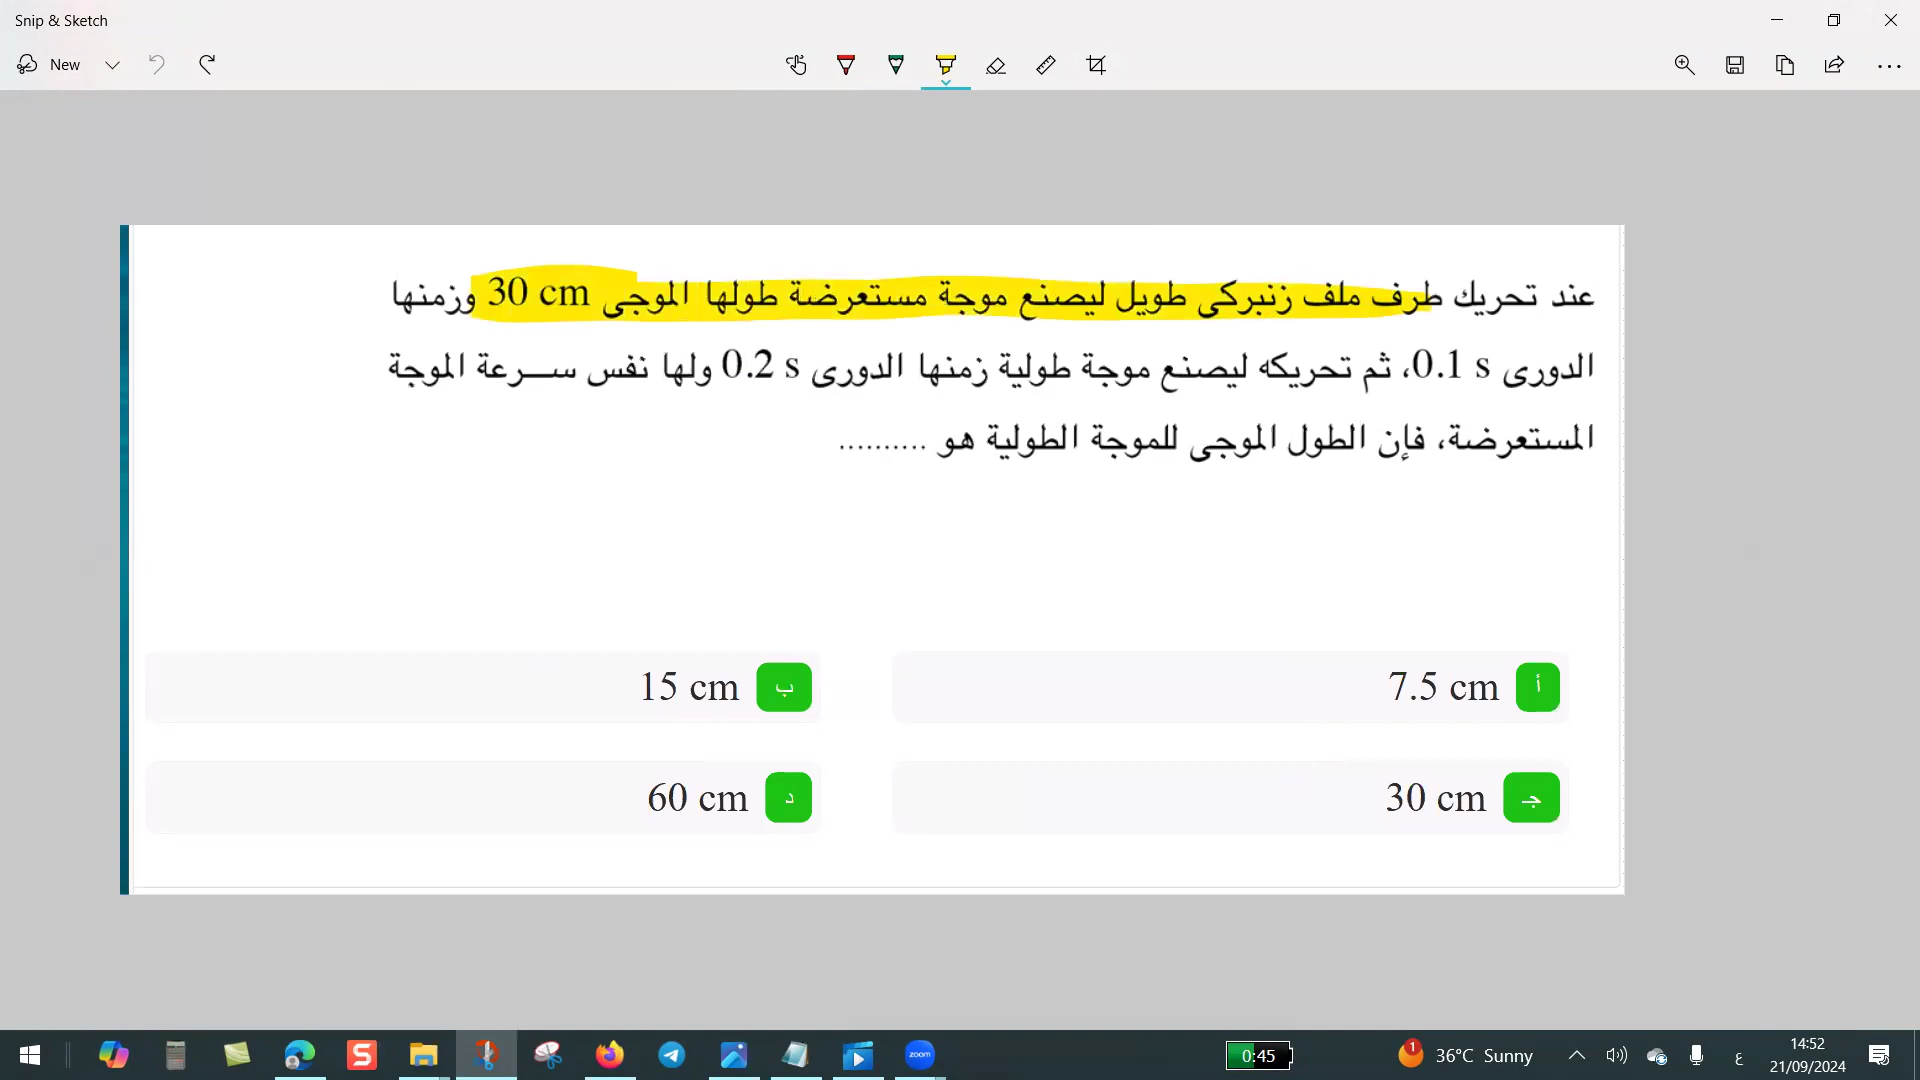 Snip & Sketch
New
عند تحريك طرف ملف زنبركى طويل ليصنع موجة مستعرضة طولها الموجى 30 cm وزمنها
الدورى 0.1 s، ثم تحريكه ليصنع موجة طولية زمنها الدورى 0.2 s ولها نفس ســرعة الموجة
المستعرضة، فإن الطول الموجى للموجة الطولية هو ..........
أ 7.5 cm
ب 15 cm
جـ 30 cm
د 60 cm
S
zoom
0:45
1
36°C Sunny
ع
14:52
21/09/2024